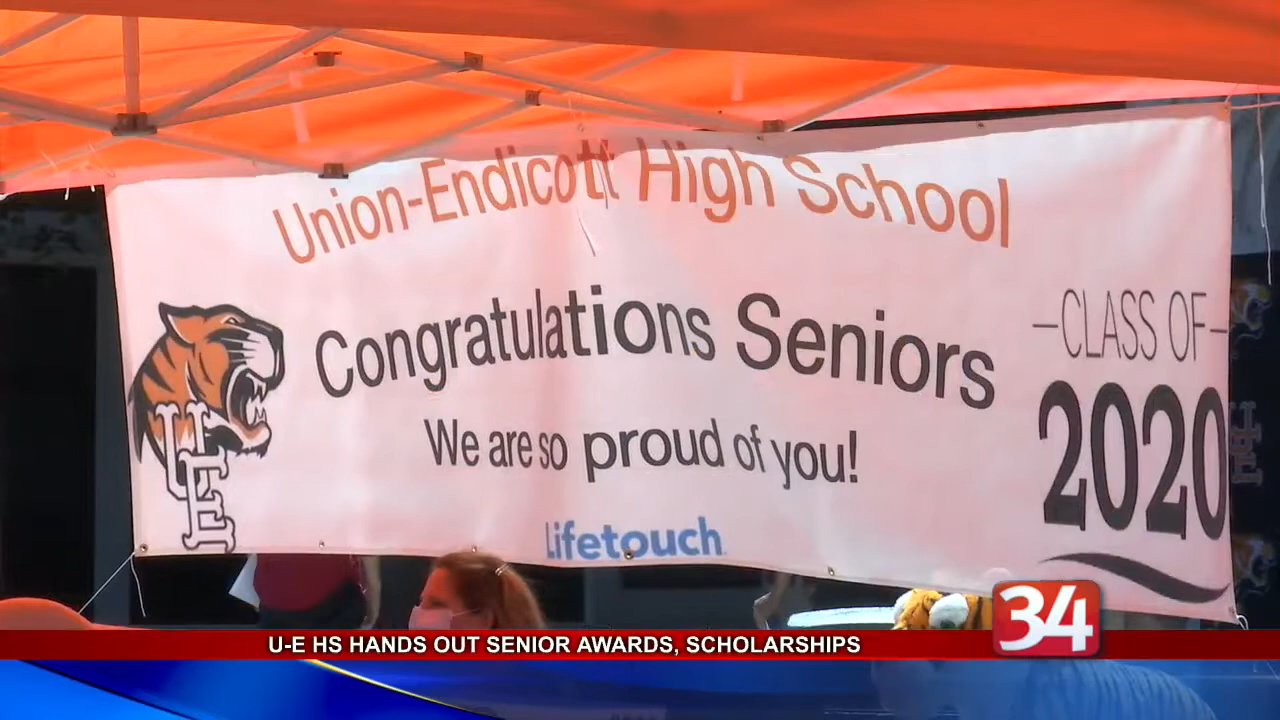 Union-Endicott High School
Congratulations Seniors
We are so proud of you!
Lifetouch
UE
–CLASS OF–
2020
34
U-E HS HANDS OUT SENIOR AWARDS, SCHOLARSHIPS